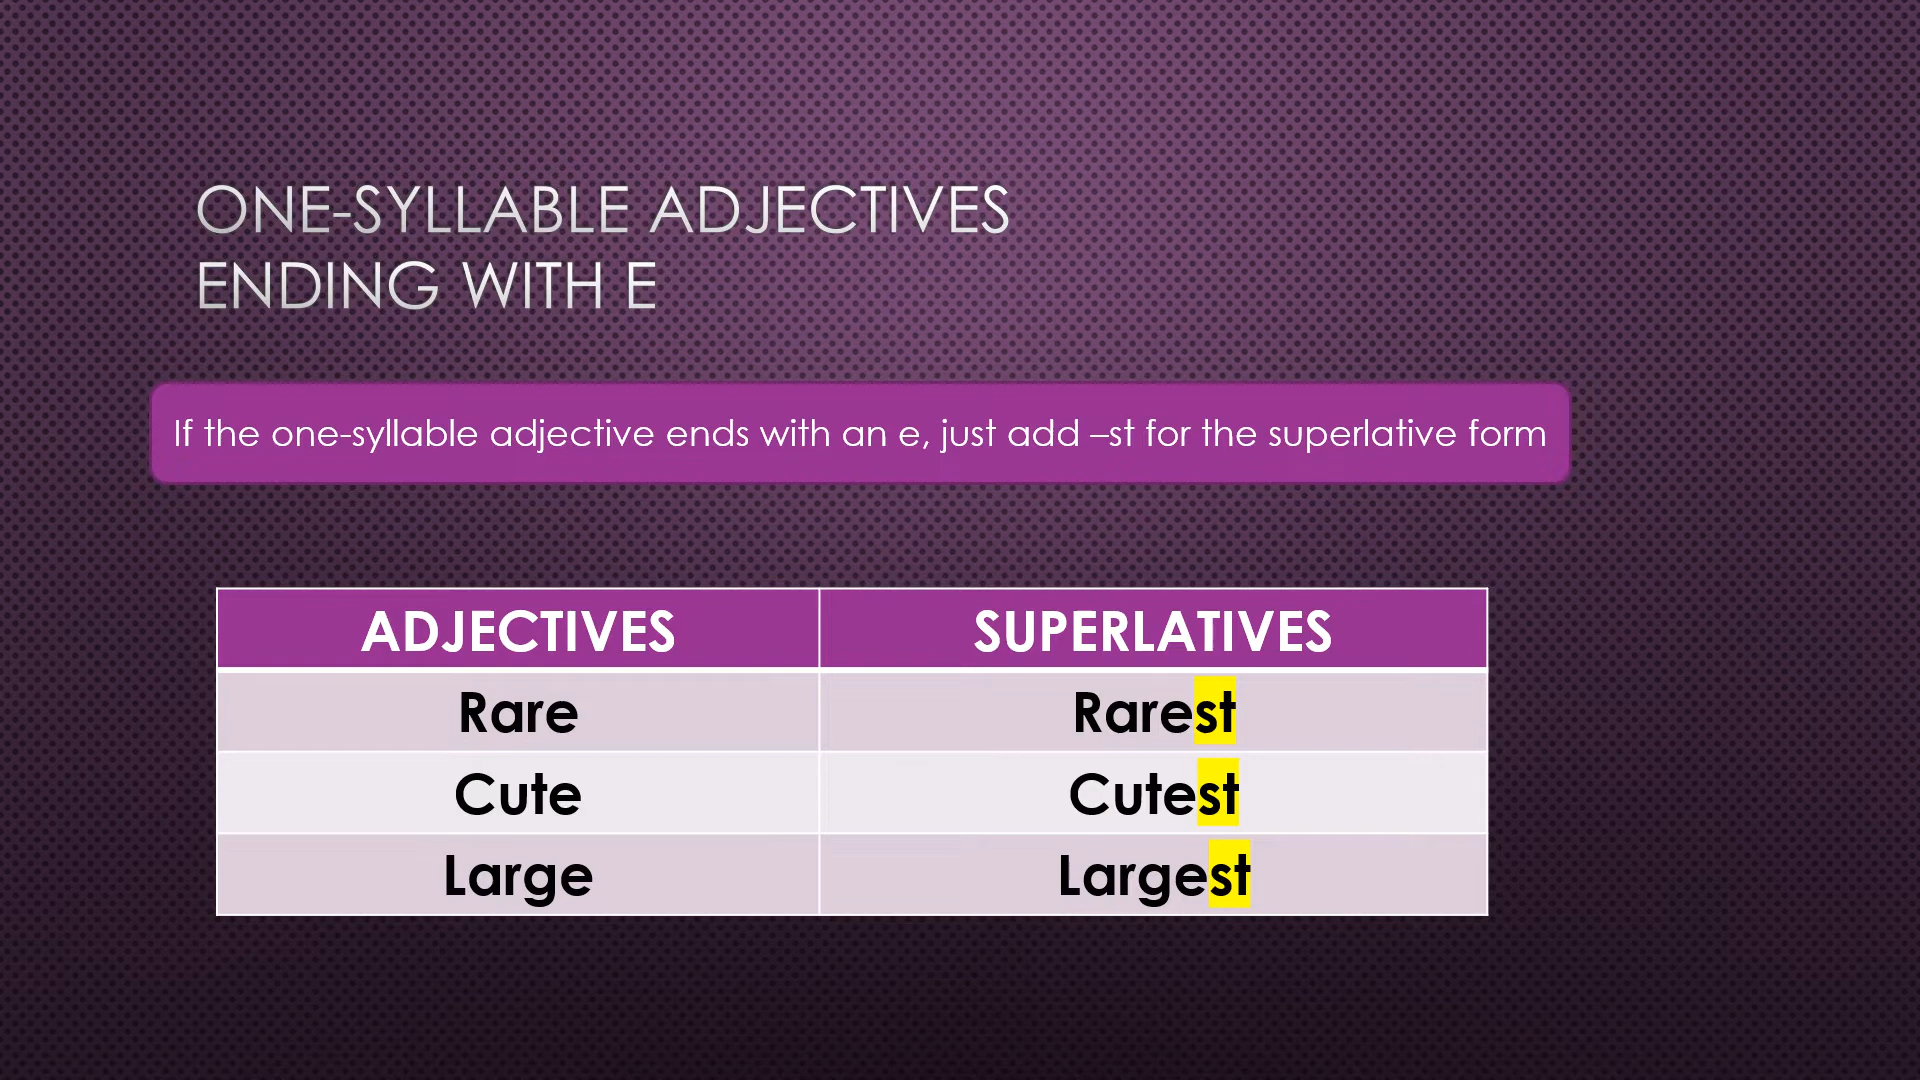 ONE-SYLLABLE ADJECTIVES
ENDING WITH E
If the one-syllable adjective ends with an e, just add –st for the superlative form
ADJECTIVES SUPERLATIVES
Rare Rarest
Cute Cutest
Large Largest